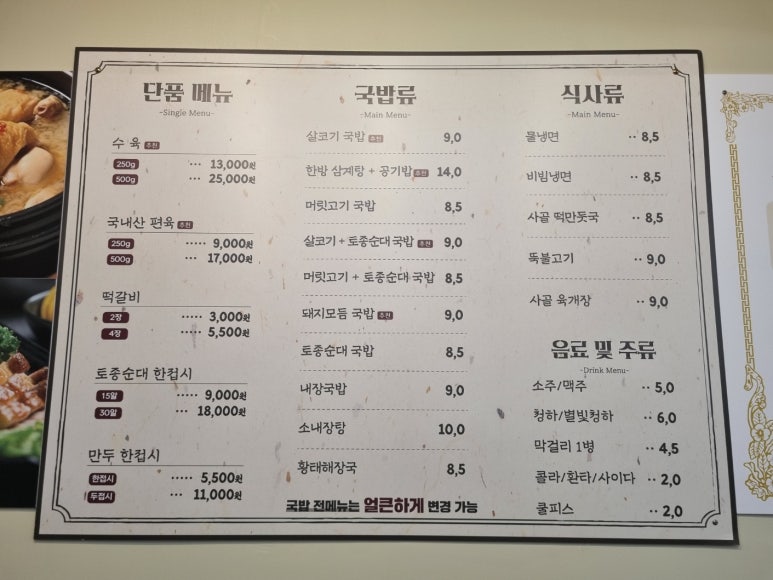 단품 메뉴
-Single Menu-
수 육 추천
250g ··· 13,000원
500g ··· 25,000원
국내산 편육 추천
250g ····· 9,000원
500g ··· 17,000원
떡갈비
2장 ····· 3,000원
4장 ····· 5,500원
토종순대 한접시
15알 ····· 9,000원
30알 ··· 18,000원
만두 한접시
한접시 ····· 5,500원
두접시 ··· 11,000원
국밥류
-Main Menu-
살코기 국밥 추천 9,0
한방 삼계탕 + 공기밥 추천 14,0
머릿고기 국밥 8,5
살코기 + 토종순대 국밥 추천 9,0
머릿고기 + 토종순대 국밥 8,5
돼지모듬 국밥 추천 9,0
토종순대 국밥 8,5
내장국밥 9,0
소내장탕 10,0
황태해장국 8,5
국밥 전메뉴는 얼큰하게 변경 가능
식사류
-Main Menu-
물냉면 ·· 8,5
비빔냉면 ·· 8,5
사골 떡만둣국 ·· 8,5
뚝불고기 ·· 9,0
사골 육개장 ·· 9,0
음료 및 주류
-Drink Menu-
소주/맥주 ·· 5,0
청하/별빛청하 ·· 6,0
막걸리 1병 ·· 4,5
콜라/환타/사이다 ·· 2,0
쿨피스 ·· 2,0